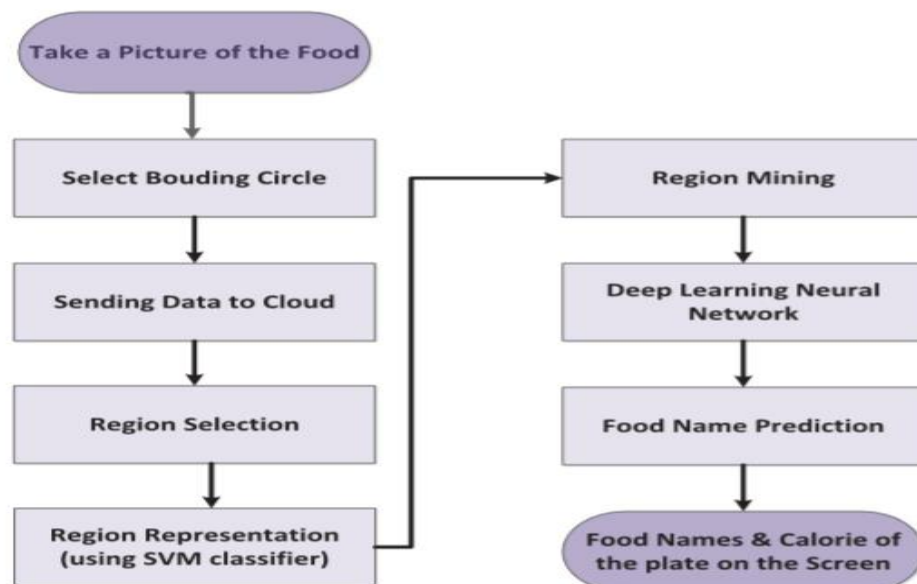 Take a Picture of the Food
Select Bouding Circle
Sending Data to Cloud
Region Selection
Region Representation
(using SVM classifier)
Region Mining
Deep Learning Neural
Network
Food Name Prediction
Food Names & Calorie of
the plate on the Screen